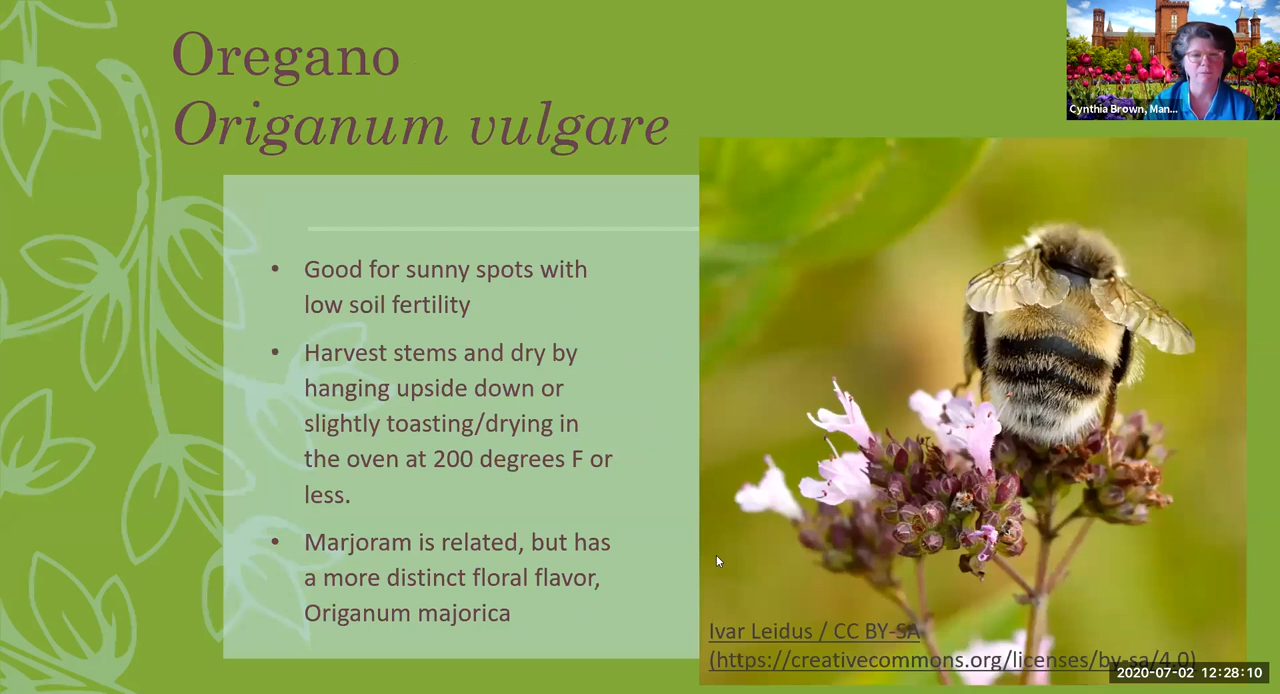 Oregano
Origanum vulgare
Cynthia Brown, Man...
• Good for sunny spots with
low soil fertility
• Harvest stems and dry by
hanging upside down or
slightly toasting/drying in
the oven at 200 degrees F or
less.
• Marjoram is related, but has
a more distinct floral flavor,
Origanum majorica
Ivar Leidus / CC BY-SA
(https://creativecommons.org/licenses/by-sa/4.0)
2020-07-02 12:28:10